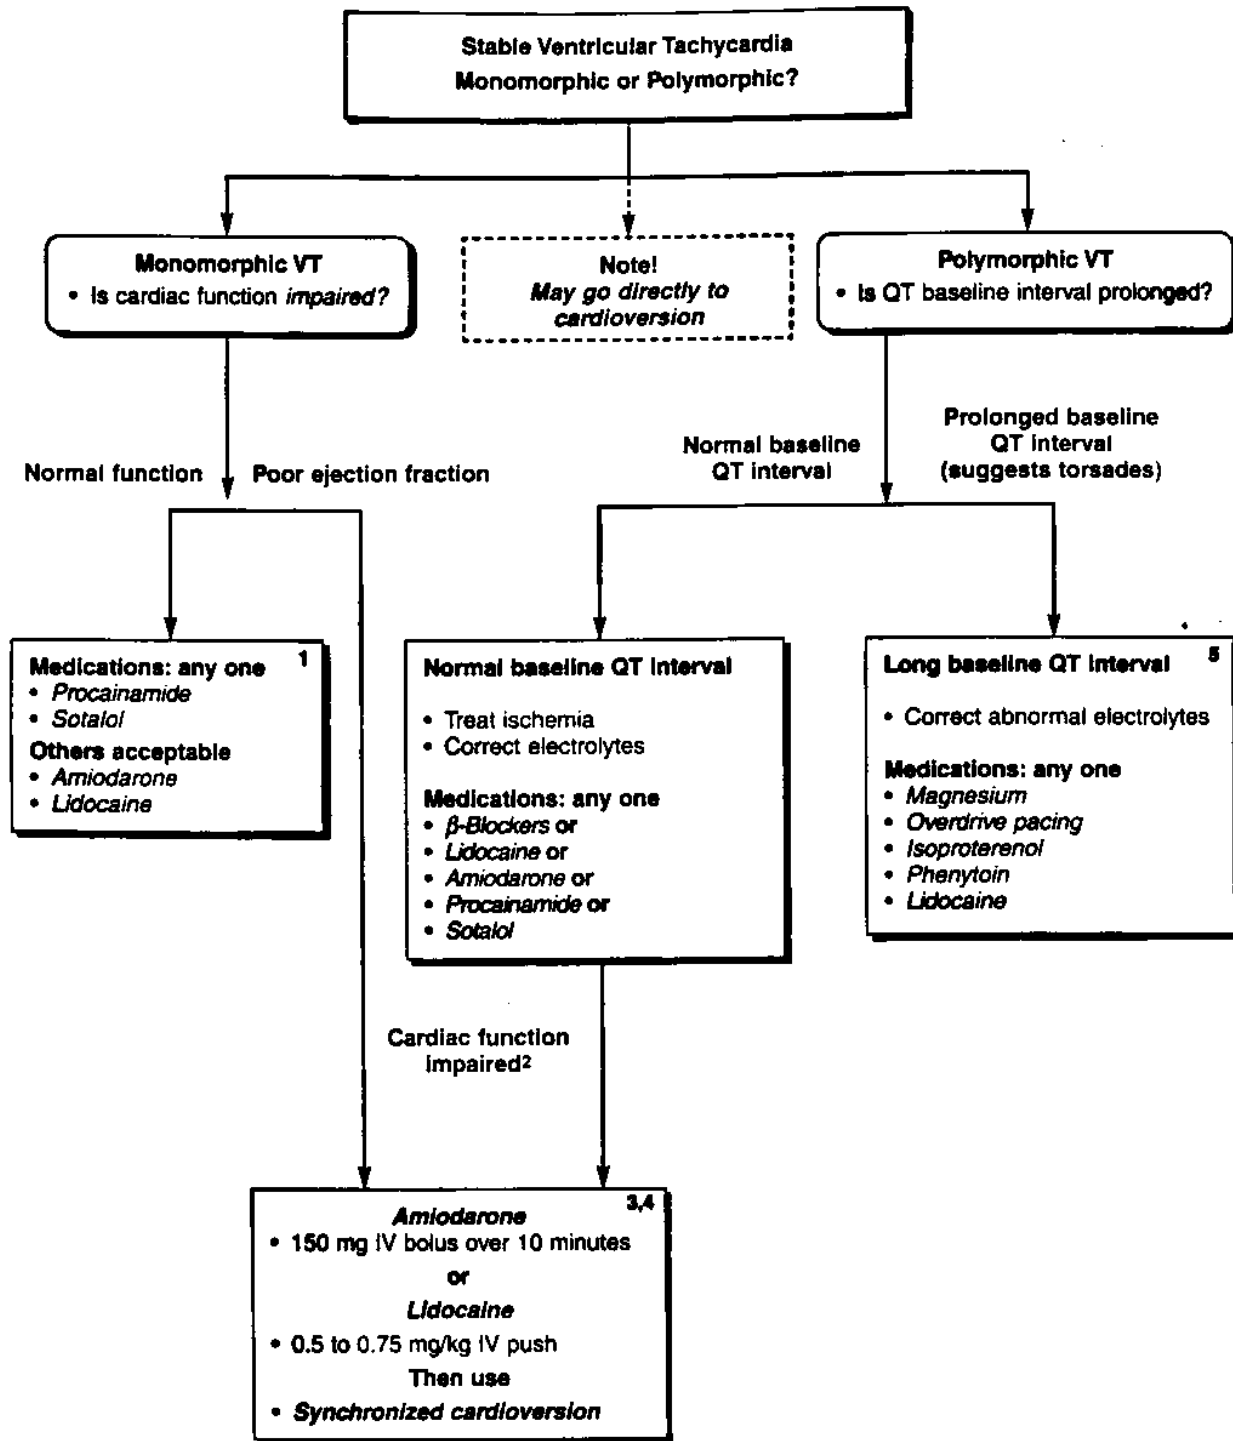 Stable Ventricular Tachycardia
Monomorphic or Polymorphic?
Monomorphic VT
• Is cardiac function impaired?
Note!
May go directly to
cardioversion
Polymorphic VT
• Is QT baseline interval prolonged?
Normal function
Poor ejection fraction
Normal baseline
QT interval
Prolonged baseline
QT interval
(suggests torsades)
Medications: any one 1
• Procainamide
• Sotalol
Others acceptable
• Amiodarone
• Lidocaine
Normal baseline QT interval
• Treat ischemia
• Correct electrolytes
Medications: any one
• β-Blockers or
• Lidocaine or
• Amiodarone or
• Procainamide or
• Sotalol
Long baseline QT interval 5
• Correct abnormal electrolytes
Medications: any one
• Magnesium
• Overdrive pacing
• Isoproterenol
• Phenytoin
• Lidocaine
Cardiac function
impaired2
Amiodarone 3,4
• 150 mg IV bolus over 10 minutes
or
Lidocaine
• 0.5 to 0.75 mg/kg IV push
Then use
• Synchronized cardioversion